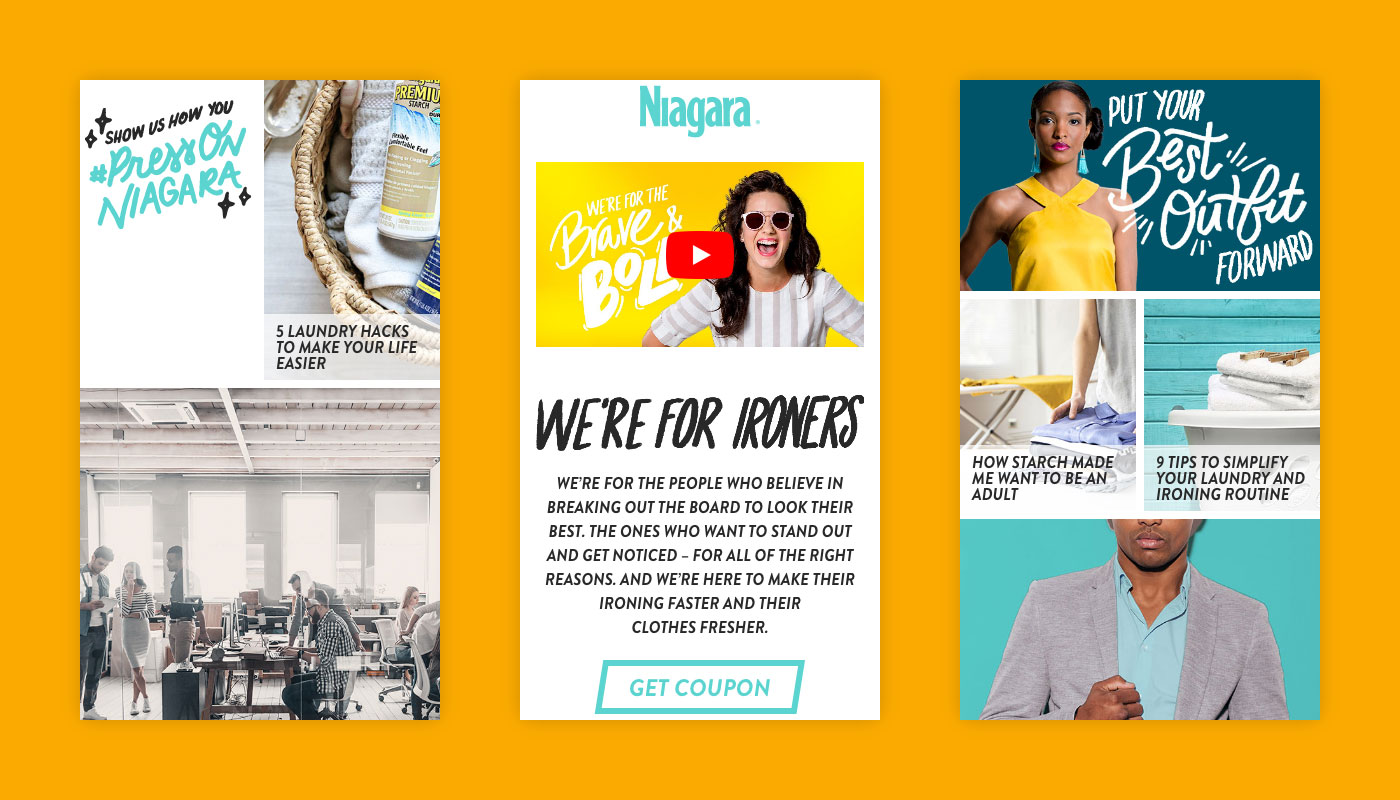 SHOW US HOW YOU
#PRESS ON
NIAGARA
PREMIUM
STARCH
Flexible
Comfortable Feel
5 LAUNDRY HACKS
TO MAKE YOUR LIFE
EASIER
Niagara
WE'RE FOR THE
Brave &
BOLD
WE'RE FOR IRONERS
WE'RE FOR THE PEOPLE WHO BELIEVE IN
BREAKING OUT THE BOARD TO LOOK THEIR
BEST. THE ONES WHO WANT TO STAND OUT
AND GET NOTICED – FOR ALL OF THE RIGHT
REASONS. AND WE'RE HERE TO MAKE THEIR
IRONING FASTER AND THEIR
CLOTHES FRESHER.
GET COUPON
PUT YOUR
Best
Outfit
FORWARD
HOW STARCH MADE
ME WANT TO BE AN
ADULT
9 TIPS TO SIMPLIFY
YOUR LAUNDRY AND
IRONING ROUTINE